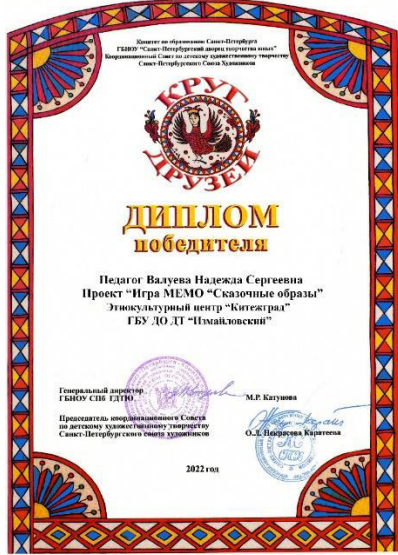 Комитет по образованию Санкт-Петербурга
ГБНОУ "Санкт-Петербургский дворец творчества юных"
Координационный Совет по детскому художественному творчеству
Санкт-Петербургского Союза Художников
КРУГ
ДРУЗЕЙ
ДИПЛОМ
победителя
Педагог Валуева Надежда Сергеевна
Проект "Игра МЕМО "Сказочные образы"
Этнокультурный центр "Китежград"
ГБУ ДО ДТ "Измайловский"
Генеральный директор
ГБНОУ СПб ГДТЮ
М.Р. Катунова
Председатель координационного Совета
по детскому художественному творчеству
Санкт-Петербургского союза художников
О.Л. Некрасова-Каратеева
2022 год